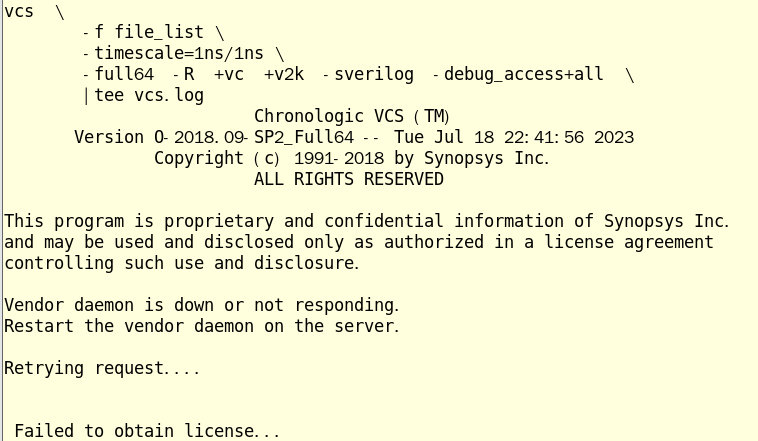 vcs \
-f file_list \
-timescale=1ns/1ns \
-full64 -R +vc +v2k -sverilog -debug_access+all \
|tee vcs.log
Chronologic VCS (TM)
Version O-2018.09-SP2_Full64 -- Tue Jul 18 22:41:56 2023
Copyright (c) 1991-2018 by Synopsys Inc.
ALL RIGHTS RESERVED
This program is proprietary and confidential information of Synopsys Inc.
and may be used and disclosed only as authorized in a license agreement
controlling such use and disclosure.
Vendor daemon is down or not responding.
Restart the vendor daemon on the server.
Retrying request....
Failed to obtain license...